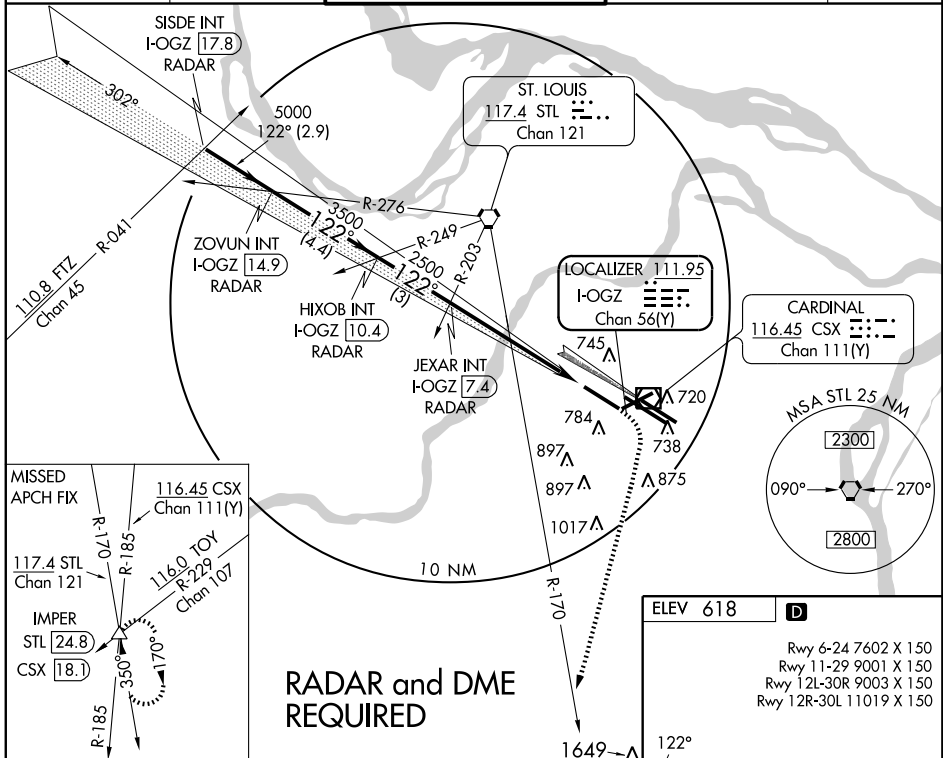 SISDE INT
I-OGZ 17.8
RADAR
302°
5000
122° (2.9)
ST. LOUIS
117.4 STL
Chan 121
R-276
3500
122°
(4.4)
R-249
2500
122°
(3)
R-203
R-041
110.8 FTZ
Chan 45
ZOVUN INT
I-OGZ 14.9
RADAR
HIXOB INT
I-OGZ 10.4
RADAR
JEXAR INT
I-OGZ 7.4
RADAR
LOCALIZER 111.95
I-OGZ
Chan 56(Y)
CARDINAL
116.45 CSX
Chan 111(Y)
745
720
784
738
897
897
875
1017
10 NM
R-170
1649
MSA STL 25 NM
2300
090°
270°
2800
MISSED
APCH FIX
116.45 CSX
Chan 111(Y)
R-170
R-185
117.4 STL
Chan 121
116.0 TOY
R-229
Chan 107
IMPER
STL 24.8
CSX 18.1
350°
170°
R-185
RADAR and DME
REQUIRED
ELEV 618
D
Rwy 6-24 7602 X 150
Rwy 11-29 9001 X 150
Rwy 12L-30R 9003 X 150
Rwy 12R-30L 11019 X 150
122°